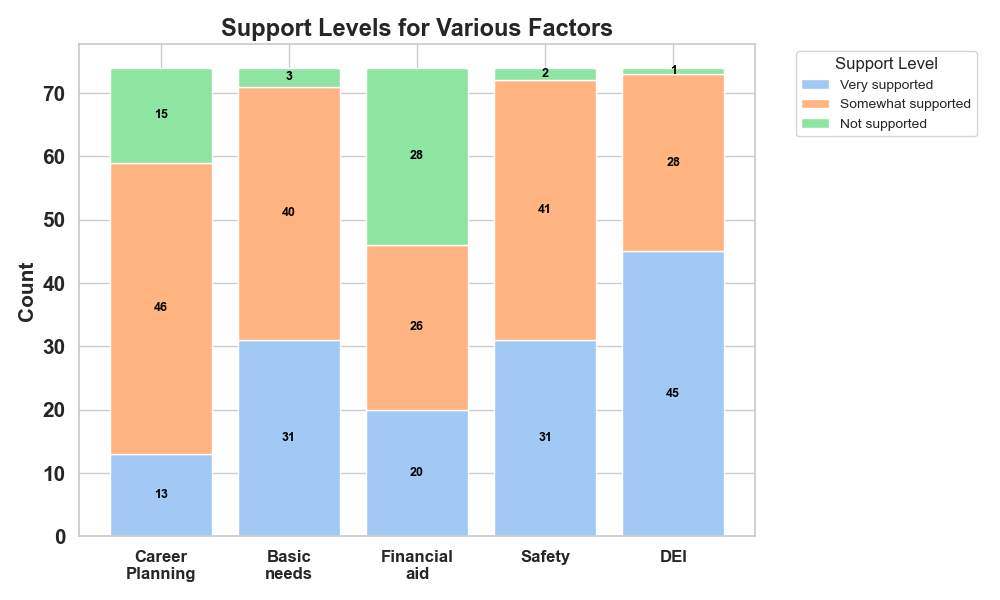 Support Levels for Various Factors
Support Level
Very supported
Somewhat supported
Not supported
Count
70
60
50
40
30
20
10
0
15
46
13
3
40
31
28
26
20
2
41
31
1
28
45
Career
Planning
Basic
needs
Financial
aid
Safety
DEI